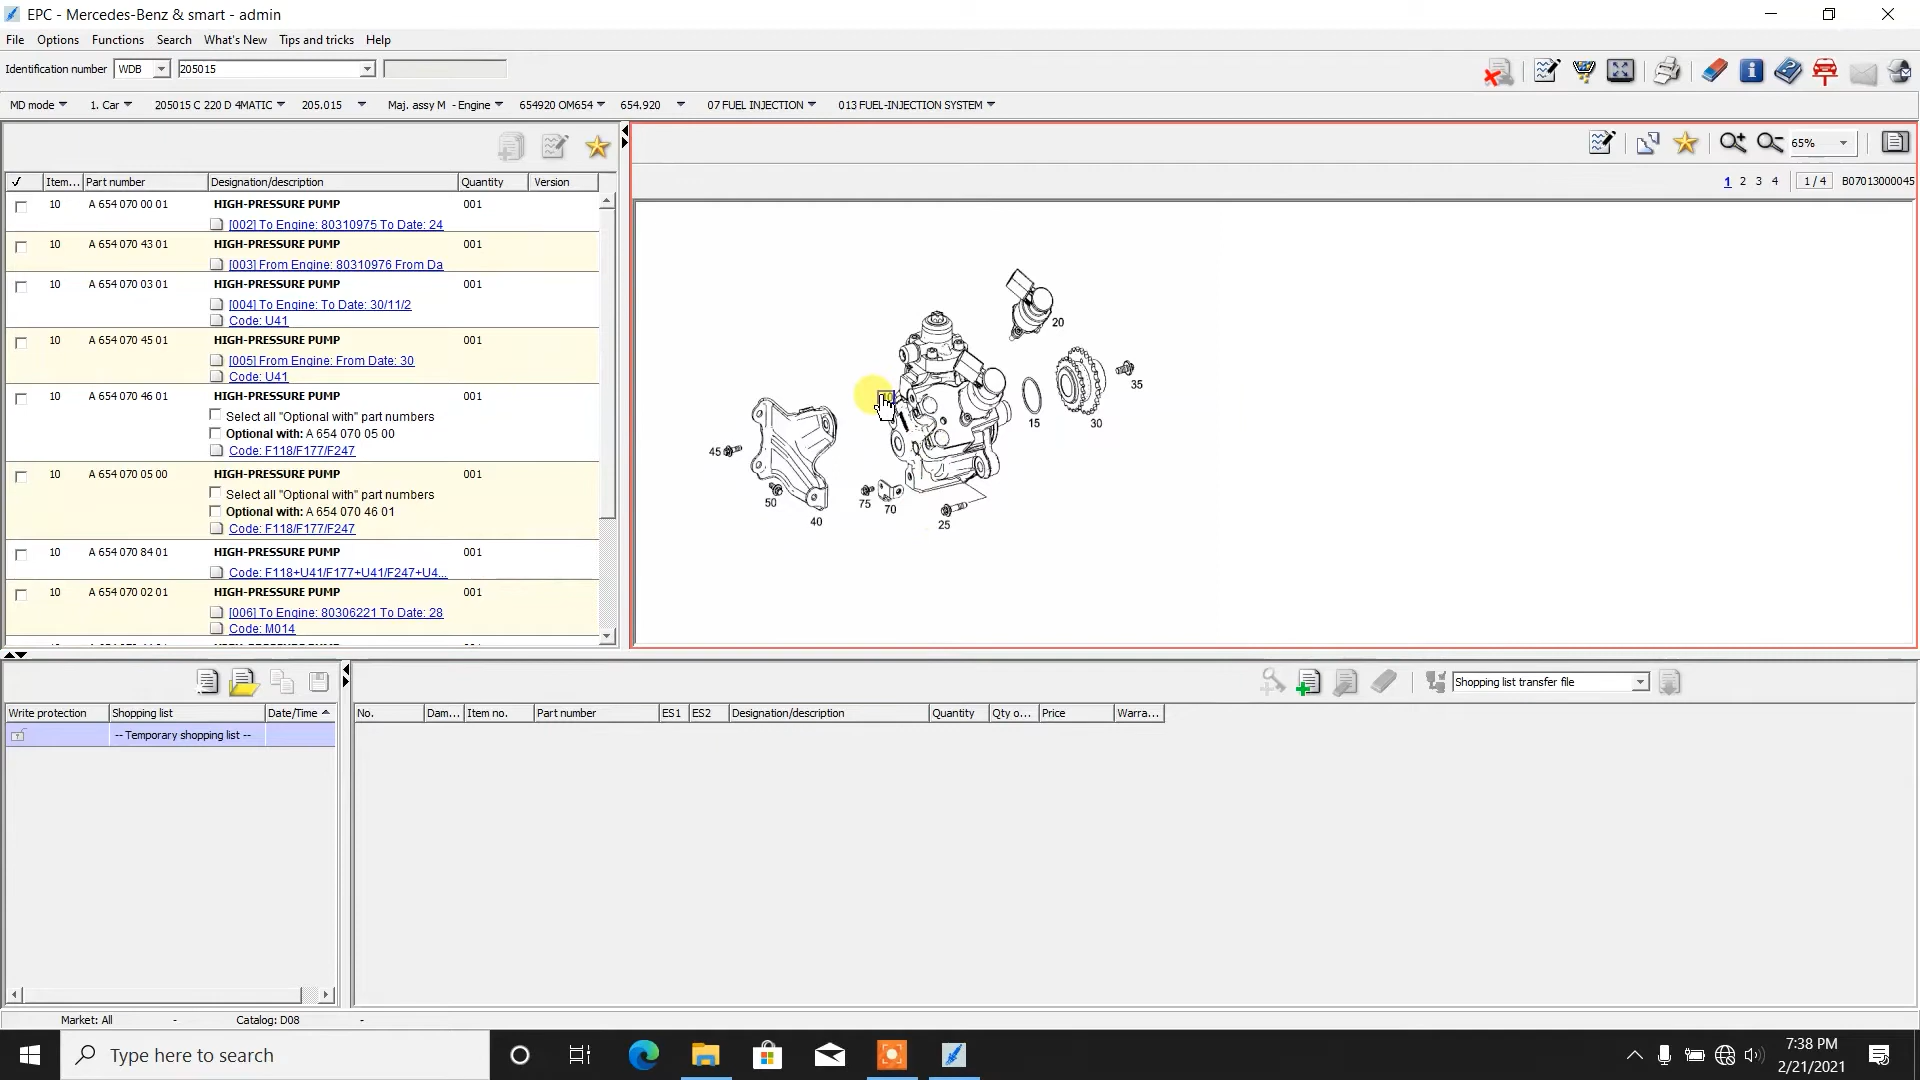 EPC - Mercedes-Benz & smart - admin
File Options Functions Search What's New Tips and tricks Help
Identification number WDB 205015
MD mode 1. Car 205015 C 220 D 4MATIC 205.015 Maj. assy M - Engine 654920 OM654 654.920 07 FUEL INJECTION 013 FUEL-INJECTION SYSTEM
65%
1 2 3 4 1 / 4 B07013000045
Item... Part number Designation/description Quantity Version
10 A 654 070 00 01 HIGH-PRESSURE PUMP 001
[002] To Engine: 80310975 To Date: 24
10 A 654 070 43 01 HIGH-PRESSURE PUMP 001
[003] From Engine: 80310976 From Da
10 A 654 070 03 01 HIGH-PRESSURE PUMP 001
[004] To Engine: To Date: 30/11/2
Code: U41
10 A 654 070 45 01 HIGH-PRESSURE PUMP 001
[005] From Engine: From Date: 30
Code: U41
10 A 654 070 46 01 HIGH-PRESSURE PUMP 001
Select all "Optional with" part numbers
Optional with: A 654 070 05 00
Code: F118/F177/F247
10 A 654 070 05 00 HIGH-PRESSURE PUMP 001
Select all "Optional with" part numbers
Optional with: A 654 070 46 01
Code: F118/F177/F247
10 A 654 070 84 01 HIGH-PRESSURE PUMP 001
Code: F118+U41/F177+U41/F247+U4...
10 A 654 070 02 01 HIGH-PRESSURE PUMP 001
[006] To Engine: 80306221 To Date: 28
Code: M014
20
35
15
30
45
50
40
75
70
25
Shopping list transfer file
Write protection Shopping list Date/Time
-- Temporary shopping list --
No. Dam... Item no. Part number ES1 ES2 Designation/description Quantity Qty o... Price Warra...
Market: All - Catalog: D08 -
Type here to search
7:38 PM
2/21/2021